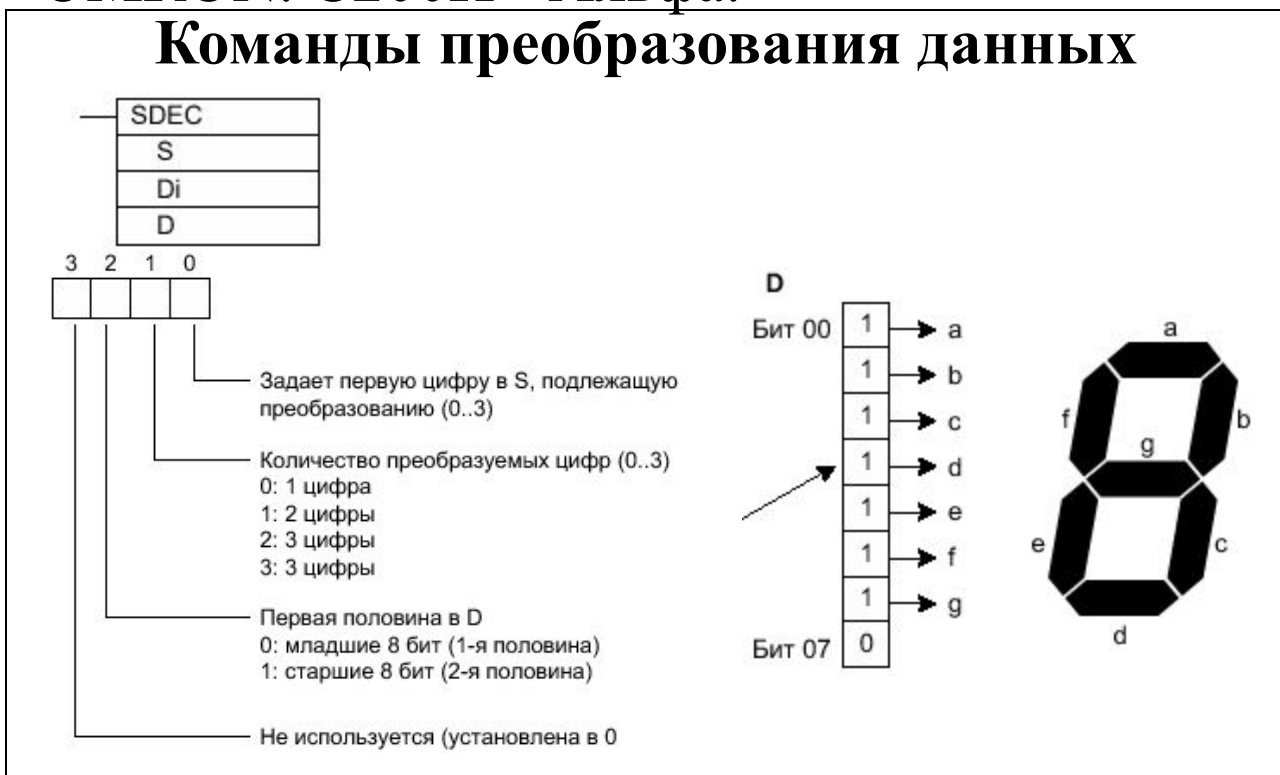 Команды преобразования данных
SDEC
S
Di
D
3 2 1 0
Задает первую цифру в S, подлежащую
преобразованию (0..3)
Количество преобразуемых цифр (0..3)
0: 1 цифра
1: 2 цифры
2: 3 цифры
3: 3 цифры
Первая половина в D
0: младшие 8 бит (1-я половина)
1: старшие 8 бит (2-я половина)
Не используется (установлена в 0
D
Бит 00 1 a
1 b
1 c
1 d
1 e
1 f
1 g
Бит 07 0
a
f b
g
e c
d